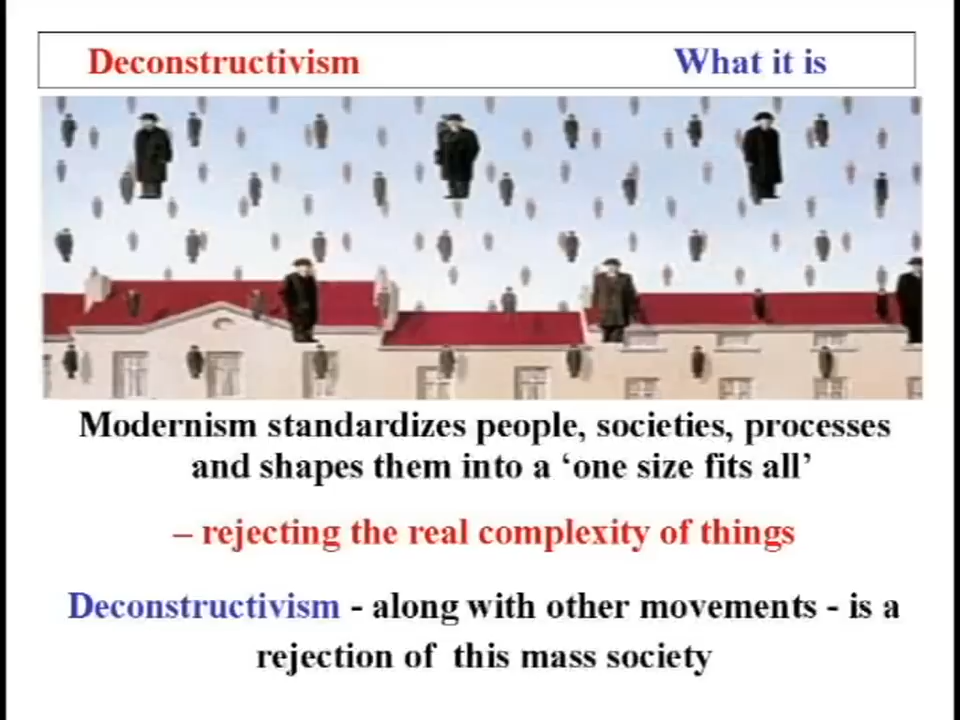 Deconstructivism What it is
Modernism standardizes people, societies, processes
and shapes them into a ‘one size fits all’
– rejecting the real complexity of things
Deconstructivism - along with other movements - is a
rejection of this mass society